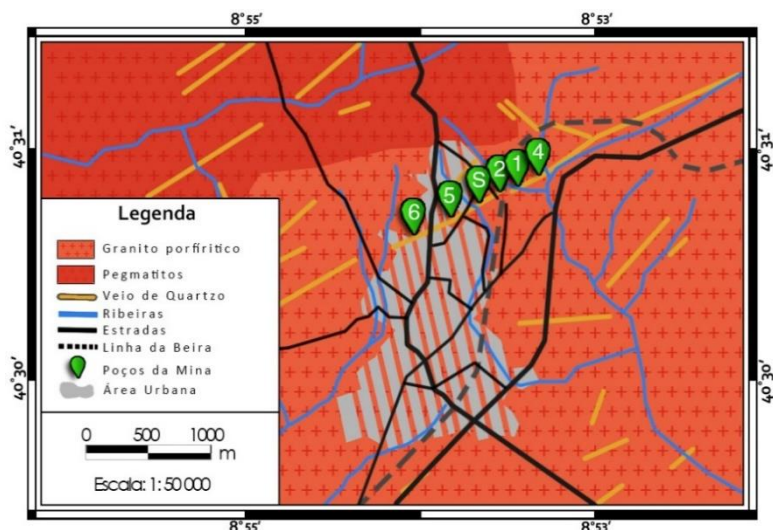 8°55' 8°53'
40°31' 40°31'
4
1
2
S
5
6
Legenda
Granito porfiritico
Pegmatitos
Veio de Quartzo
Ribeiras
Estradas
Linha da Beira
Poços da Mina
Área Urbana
40°30' 40°30'
0 500 1000
m
Escala: 1: 50 000
8°55' 8°53'